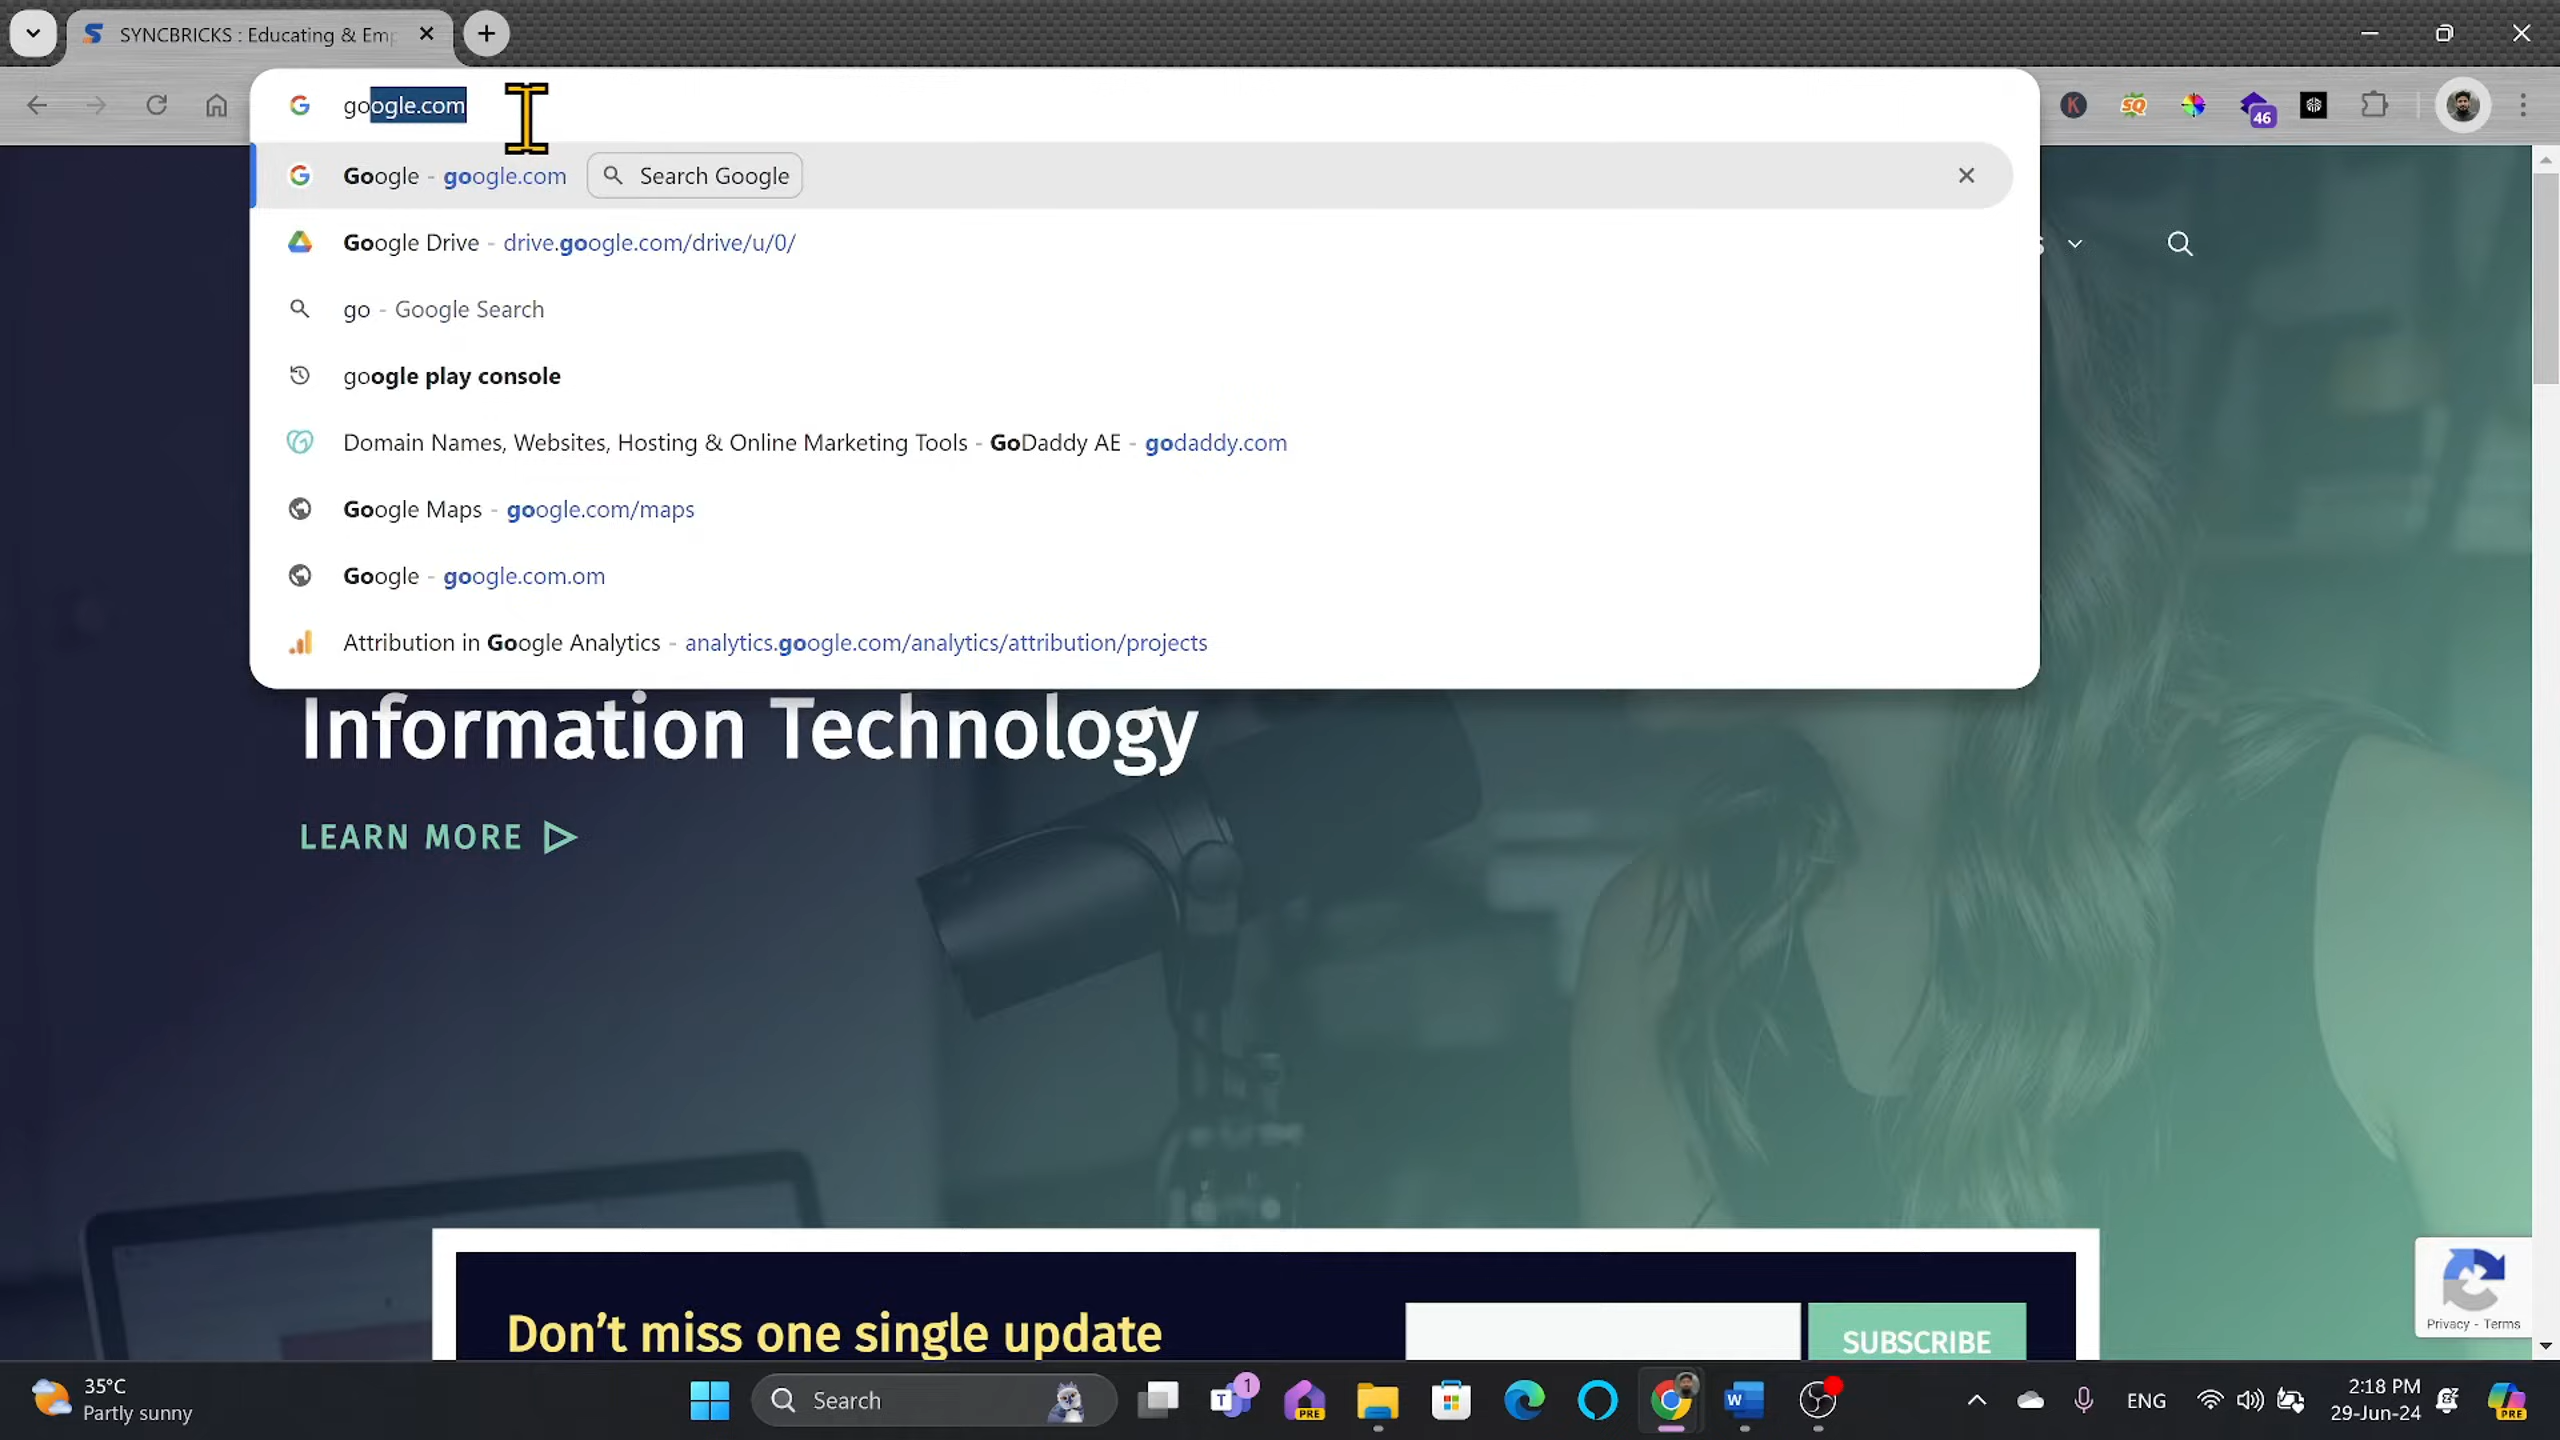 SYNCBRICKS : Educating & Emp
google.com
46
Google - google.com Search Google
Google Drive - drive.google.com/drive/u/0/
go - Google Search
google play console
Domain Names, Websites, Hosting & Online Marketing Tools - GoDaddy AE - godaddy.com
Google Maps - google.com/maps
Google - google.com.om
Attribution in Google Analytics - analytics.google.com/analytics/attribution/projects
Information Technology
LEARN MORE
Don’t miss one single update
SUBSCRIBE
Privacy - Terms
35°C
Partly sunny
Search
1
PRE
ENG
2:18 PM
29-Jun-24
PRE